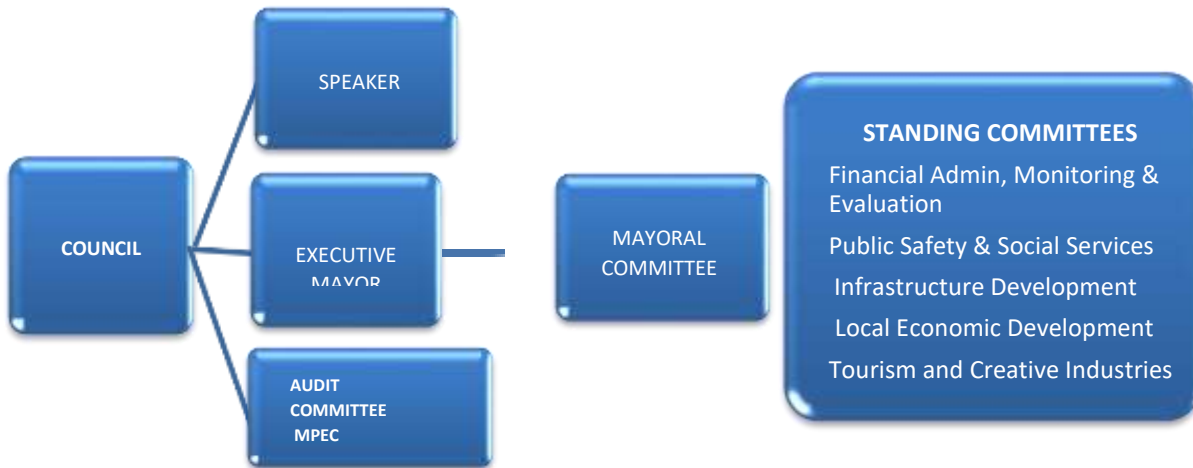 SPEAKER
COUNCIL
EXECUTIVE
MAYOR
AUDIT
COMMITTEE
MPEC
MAYORAL
COMMITTEE
STANDING COMMITTEES
Financial Admin, Monitoring &
Evaluation
Public Safety & Social Services
Infrastructure Development
Local Economic Development
Tourism and Creative Industries